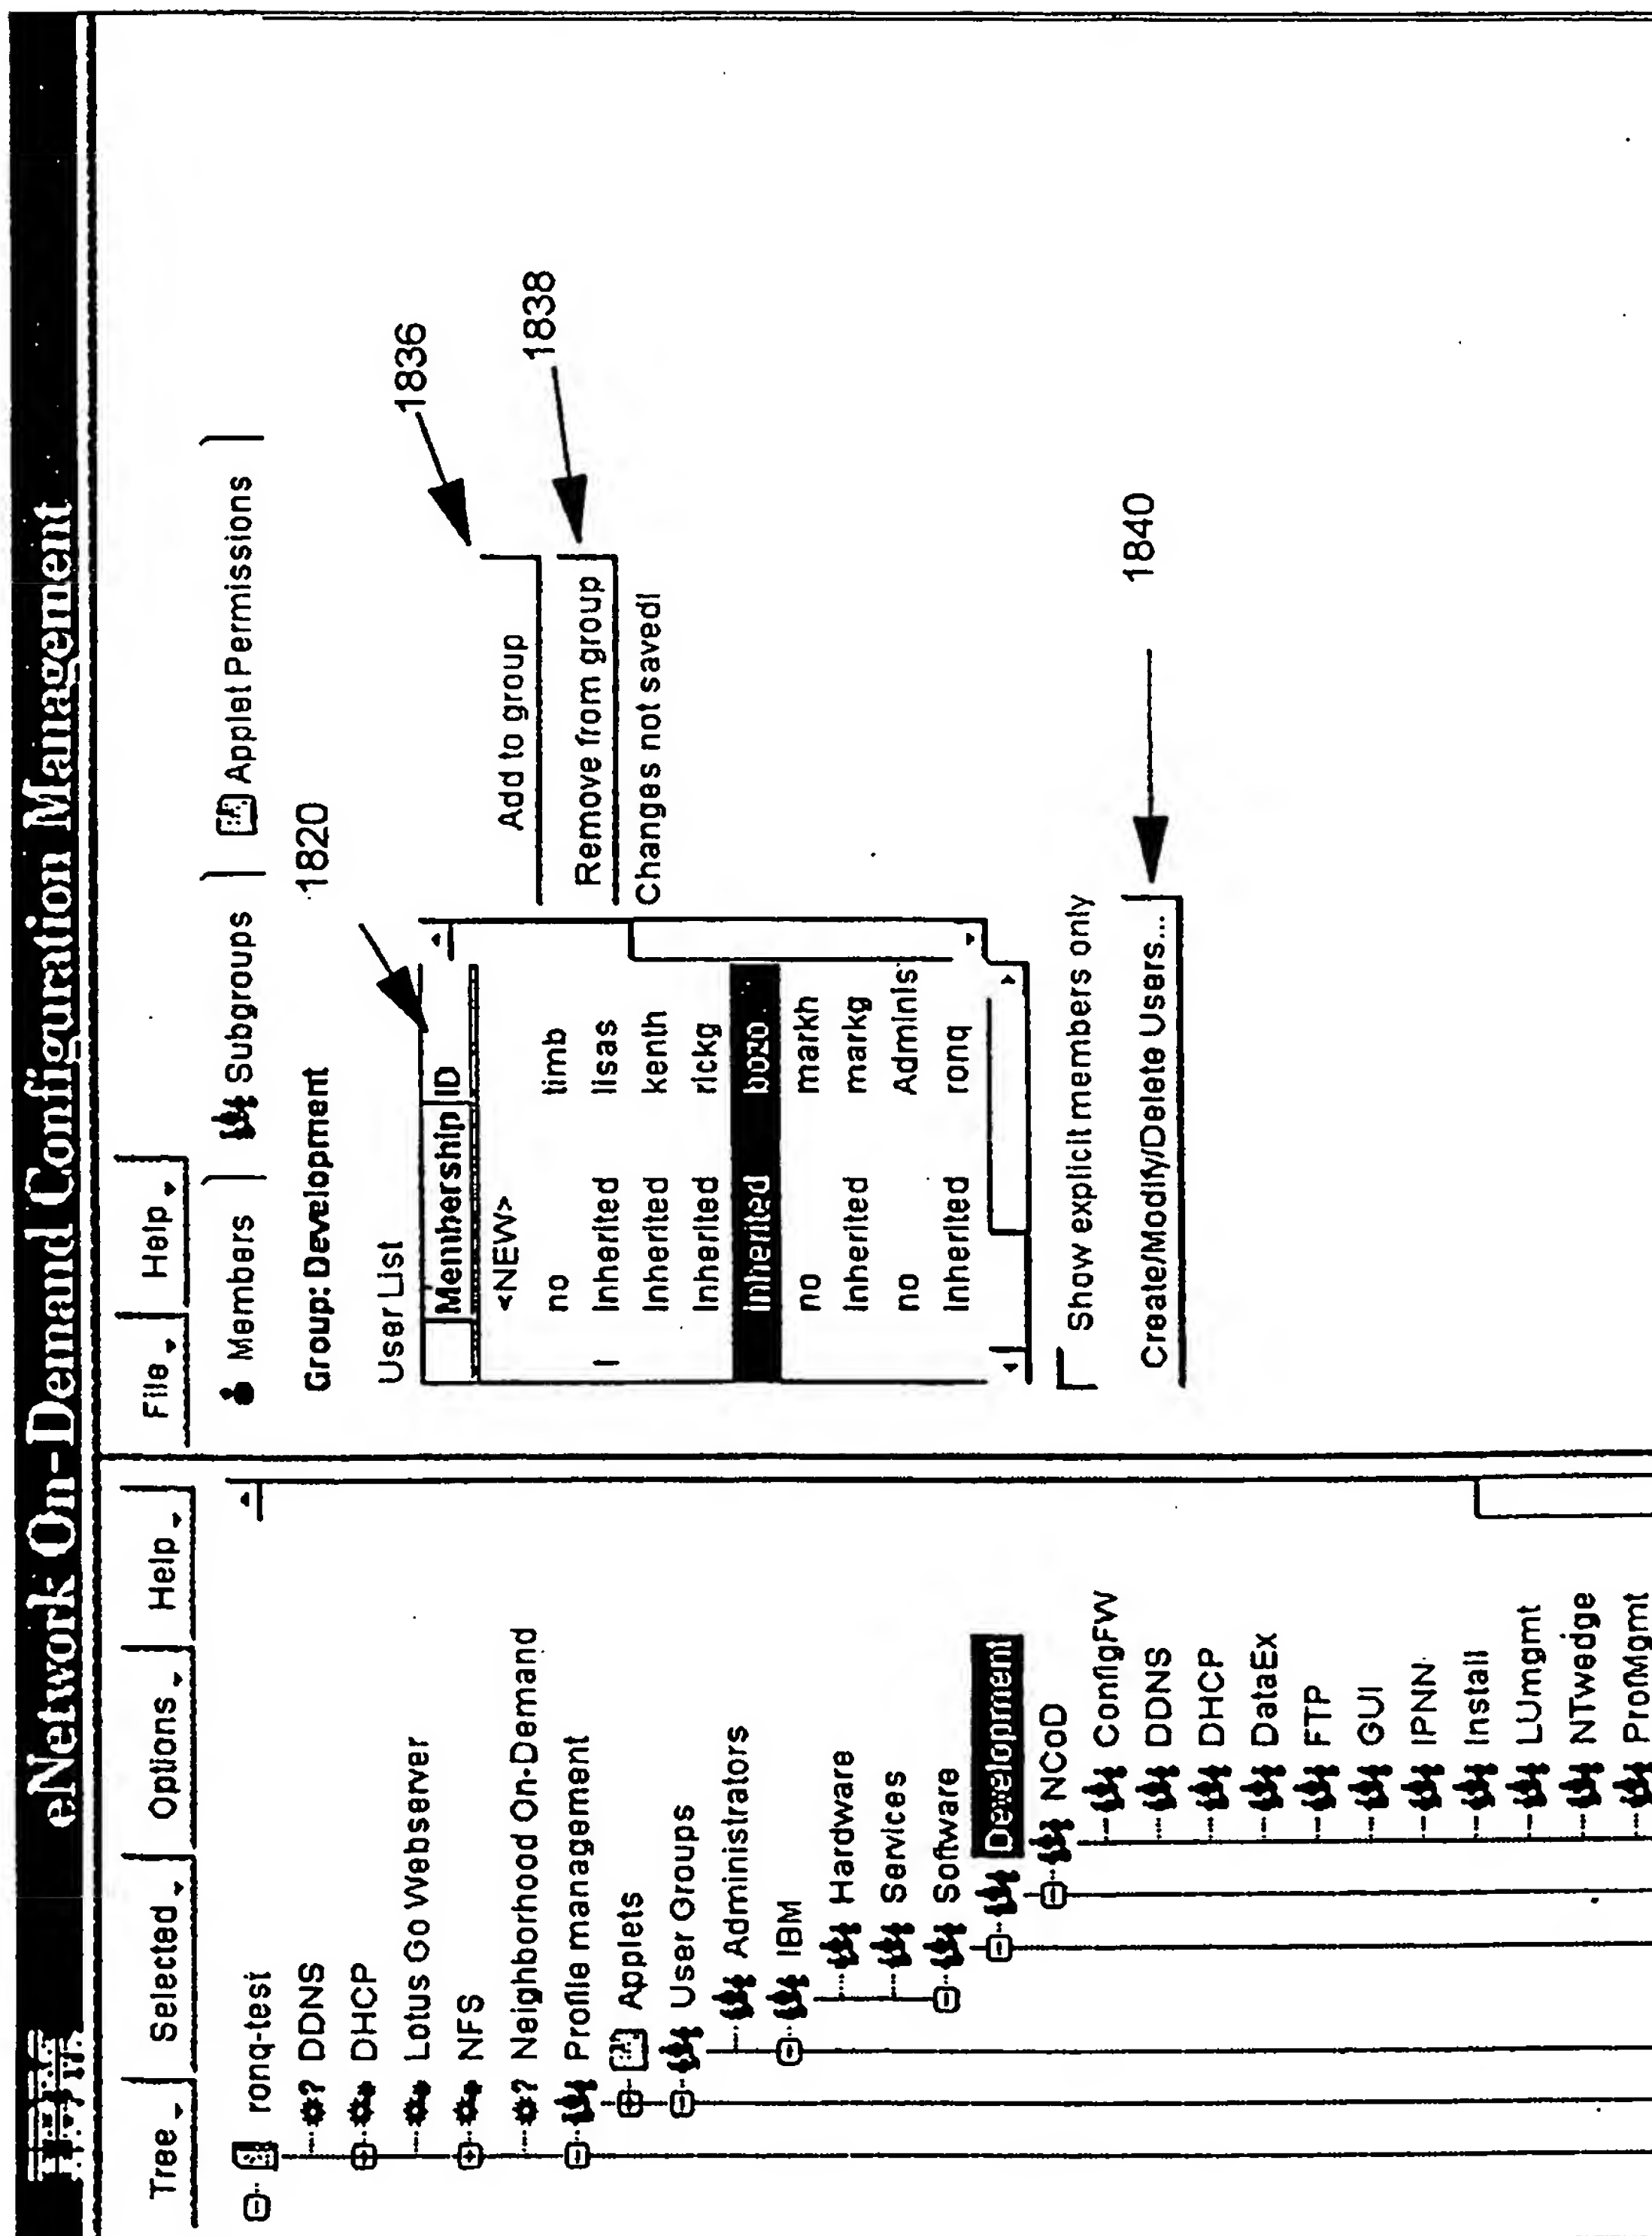 IBM eNetwork On-Demand Configuration Management
Tree Selected Options Help
ronq-test
? DDNS
DHCP
Lotus Go Webserver
NFS
? Neighborhood On-Demand
Profile management
Applets
User Groups
Administrators
IBM
Hardware
Services
Software
Development
NCoD
ConfigFW
DDNS
DHCP
DataEx
FTP
GUI
IPNN
Install
LUmgmt
NTwedge
ProfMgmt
File Help
Members Subgroups Applet Permissions
Group: Development
1820
User List
Membership ID
<NEW>
no timb
Inherited lisas
Inherited kenth
Inherited rickg
Inherited bozo
no markh
Inherited markg
no Adminis
Inherited ronq
Add to group
1836
Remove from group
1838
Changes not saved!
Show explicit members only
Create/Modify/Delete Users...
1840